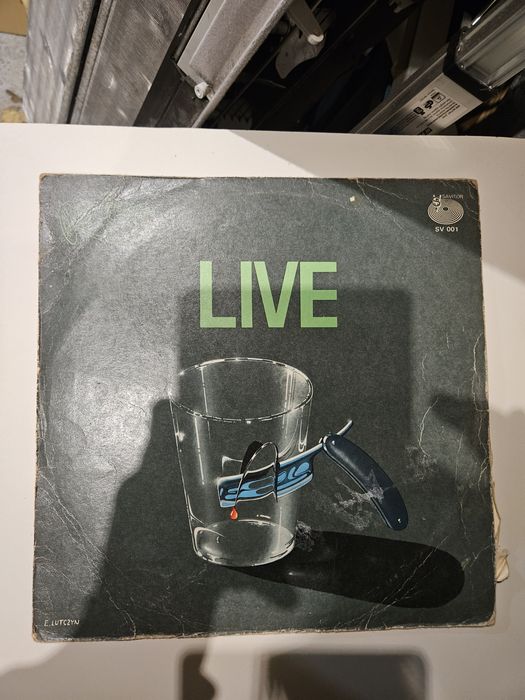 SAVITOR
SV 001
LIVE
E. LUTCZYN